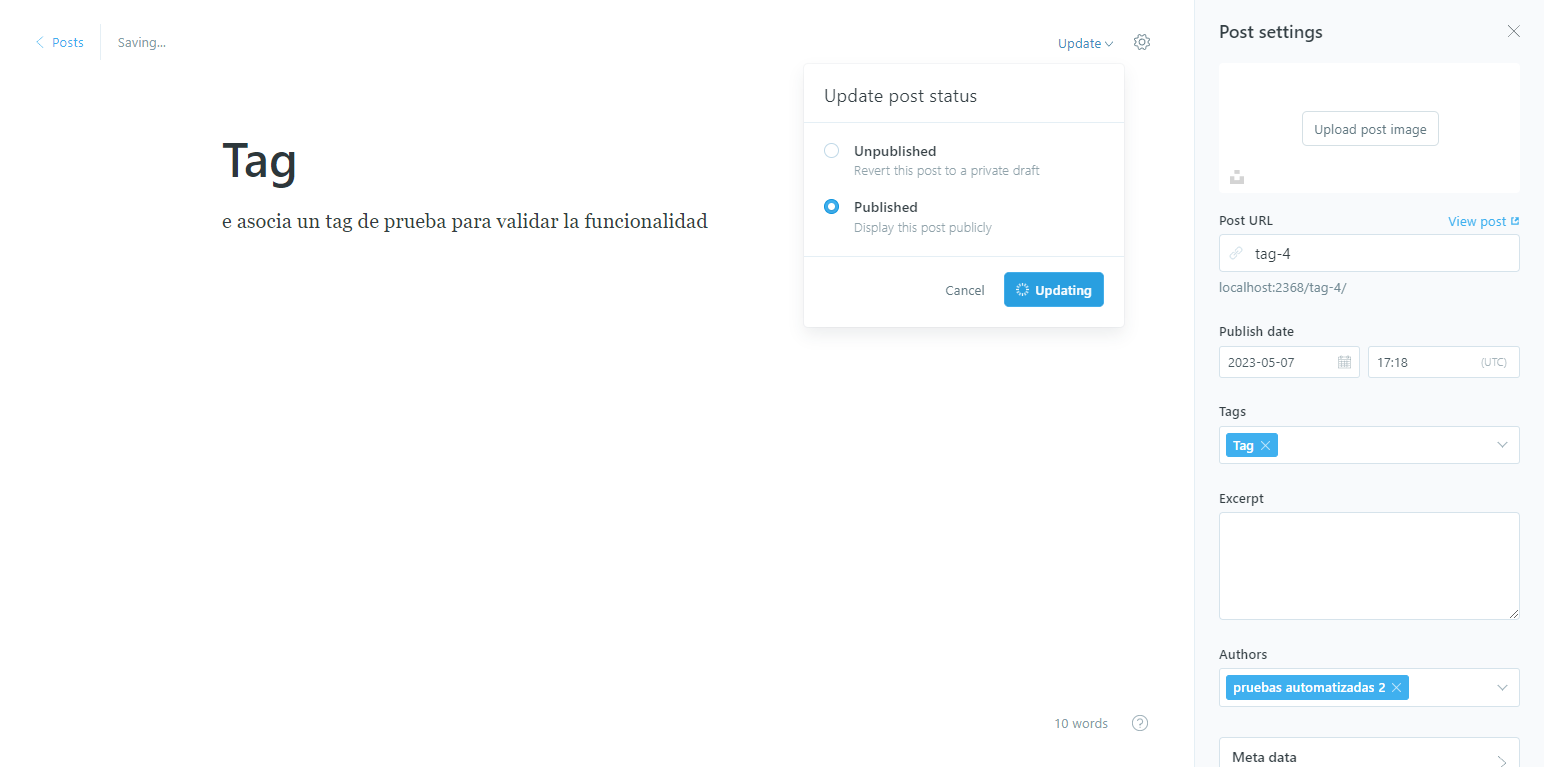 Posts
Saving...
Update
Update post status
Unpublished
Revert this post to a private draft
Published
Display this post publicly
Cancel
Updating
Tag
e asocia un tag de prueba para validar la funcionalidad
10 words
?
Post settings
Upload post image
Post URL
View post
tag-4
localhost:2368/tag-4/
Publish date
2023-05-07
17:18
(UTC)
Tags
Tag
Excerpt
Authors
pruebas automatizadas 2
Meta data